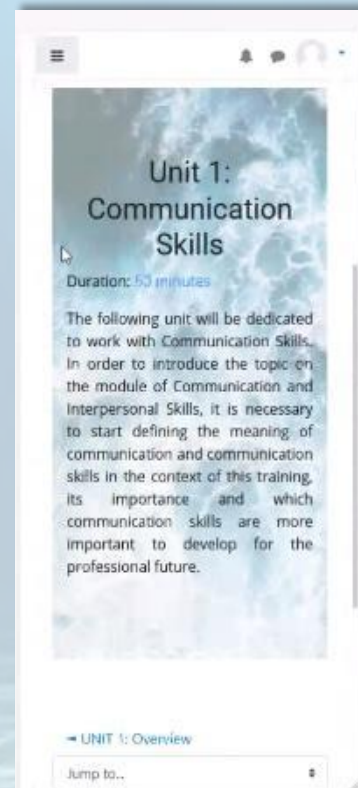 Unit 1:
Communication
Skills
Duration: 53 minutes
The following unit will be dedicated
to work with Communication Skills.
In order to introduce the topic on
the module of Communication and
Interpersonal Skills, it is necessary
to start defining the meaning of
communication and communication
skills in the context of this training,
its importance and which
communication skills are more
important to develop for the
professional future.
◄ UNIT 1: Overview
Jump to...